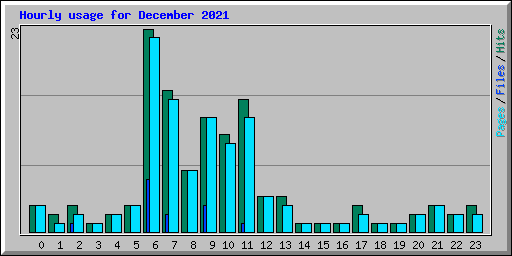 Hourly usage for December 2021
23
Pages/Files/Hits
0 1 2 3 4 5 6 7 8 9 10 11 12 13 14 15 16 17 18 19 20 21 22 23